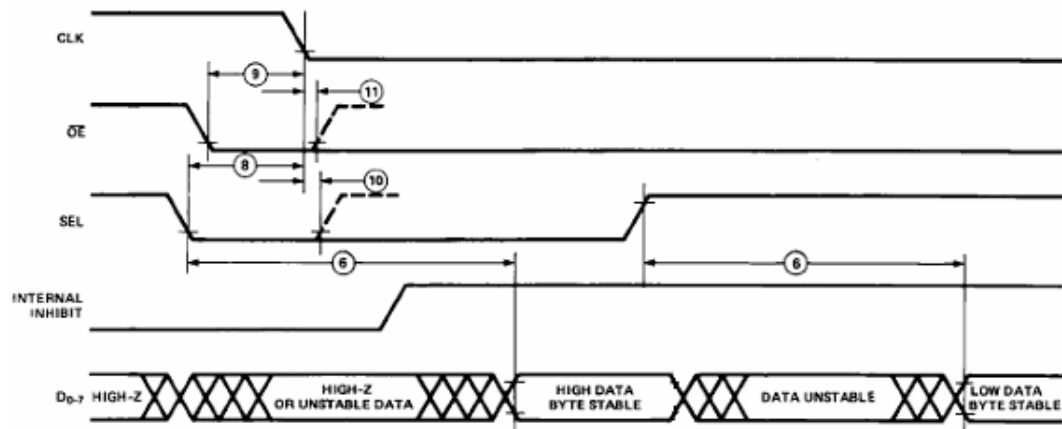 CLK
9
11
OE
8
10
SEL
6
6
INTERNAL
INHIBIT
D0-7
HIGH-Z
HIGH-Z
OR UNSTABLE DATA
HIGH DATA
BYTE STABLE
DATA UNSTABLE
LOW DATA
BYTE STABLE